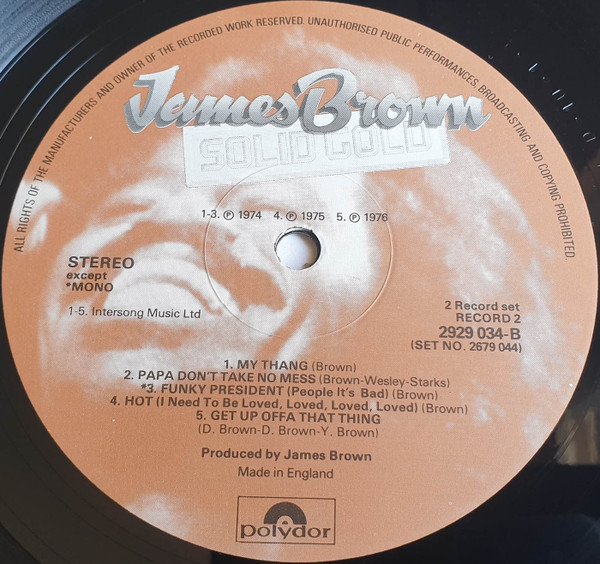 ALL RIGHTS OF THE MANUFACTURERS AND OWNER OF THE RECORDED WORK RESERVED. UNAUTHORISED PUBLIC PERFORMANCES, BROADCASTING AND COPYING PROHIBITED.
James Brown
SOLID GOLD
1-3. ℗ 1974 4. ℗ 1975 5. ℗ 1976
STEREO
except
*MONO
1-5. Intersong Music Ltd
2 Record set
RECORD 2
2929 034-B
(SET NO. 2679 044)
1. MY THANG (Brown)
2. PAPA DON'T TAKE NO MESS (Brown-Wesley-Starks)
*3. FUNKY PRESIDENT (People It's Bad) (Brown)
4. HOT (I Need To Be Loved, Loved, Loved, Loved) (Brown)
5. GET UP OFFA THAT THING
(D. Brown-D. Brown-Y. Brown)
Produced by James Brown
Made in England
polydor